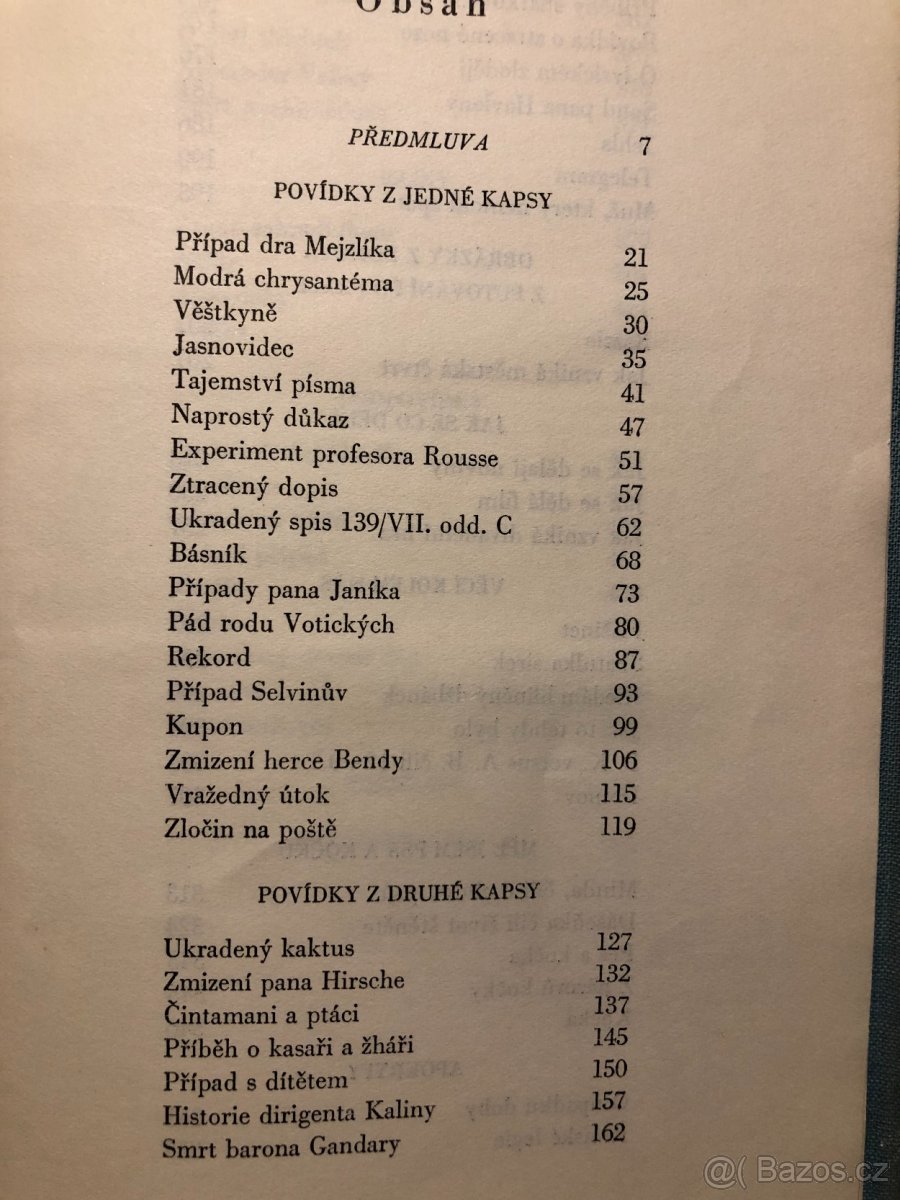 Obsah
PŘEDMLUVA 7
POVÍDKY Z JEDNÉ KAPSY
Případ dra Mejzlíka 21
Modrá chrysantéma 25
Věštkyně 30
Jasnovidec 35
Tajemství písma 41
Naprostý důkaz 47
Experiment profesora Rousse 51
Ztracený dopis 57
Ukradený spis 139/VII. odd. C 62
Básník 68
Případy pana Janíka 73
Pád rodu Votických 80
Rekord 87
Případ Selvinův 93
Kupon 99
Zmizení herce Bendy 106
Vražedný útok 115
Zločin na poště 119
POVÍDKY Z DRUHÉ KAPSY
Ukradený kaktus 127
Zmizení pana Hirsche 132
Čintamani a ptáci 137
Příběh o kasaři a žháři 145
Případ s dítětem 150
Historie dirigenta Kaliny 157
Smrt barona Gandary 162
@( Bazos.cz